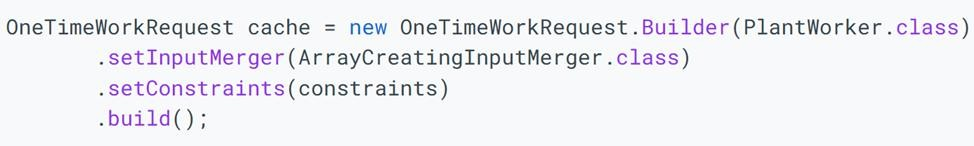 OneTimeWorkRequest cache = new OneTimeWorkRequest.Builder(PlantWorker.class)
        .setInputMerger(ArrayCreatingInputMerger.class)
        .setConstraints(constraints)
        .build();